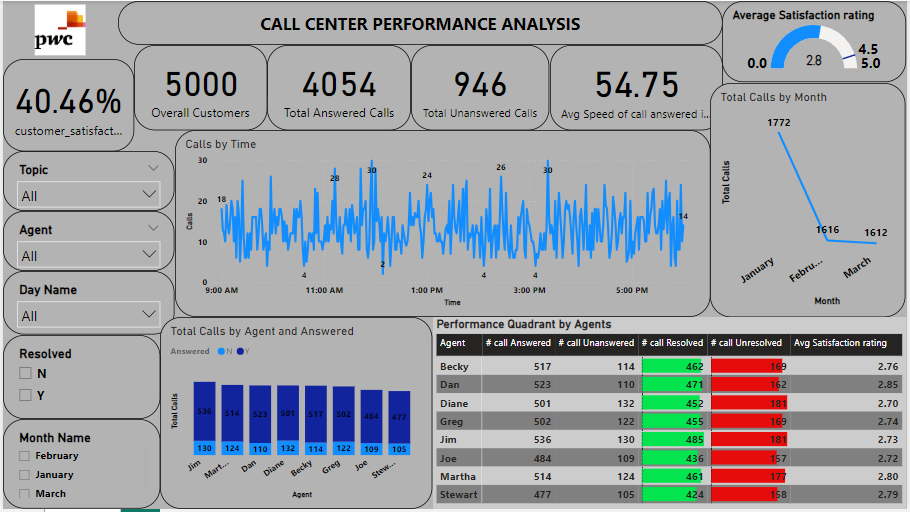 pwc
CALL CENTER PERFORMANCE ANALYSIS
Average Satisfaction rating
0.0
2.8
4.5
5.0
40.46%
customer_satisfact...
5000
Overall Customers
4054
Total Answered Calls
946
Total Unanswered Calls
54.75
Avg Speed of call answered i...
Total Calls by Month
1772
1616
1612
Total Calls
January
Febru...
March
Month
Topic
All
Agent
All
Day Name
All
Resolved
N
Y
Month Name
February
January
March
Calls by Time
30
20
10
0
Calls
18
28
30
24
26
30
14
4
2
4
4
9:00 AM
11:00 AM
1:00 PM
3:00 PM
5:00 PM
Time
Total Calls by Agent and Answered
Answered N Y
Total Calls
536 514 523 501 517 502 484 477
130 124 110 132 114 122 109 105
Jim Mart... Dan Diane Becky Greg Joe Stew...
Agent
Performance Quadrant by Agents
Agent # call Answered # call Unanswered # call Resolved # call Unresolved Avg Satisfaction rating
Becky 517 114 462 169 2.76
Dan 523 110 471 162 2.85
Diane 501 132 452 181 2.70
Greg 502 122 455 169 2.74
Jim 536 130 485 181 2.73
Joe 484 109 436 157 2.72
Martha 514 124 461 177 2.80
Stewart 477 105 424 158 2.79